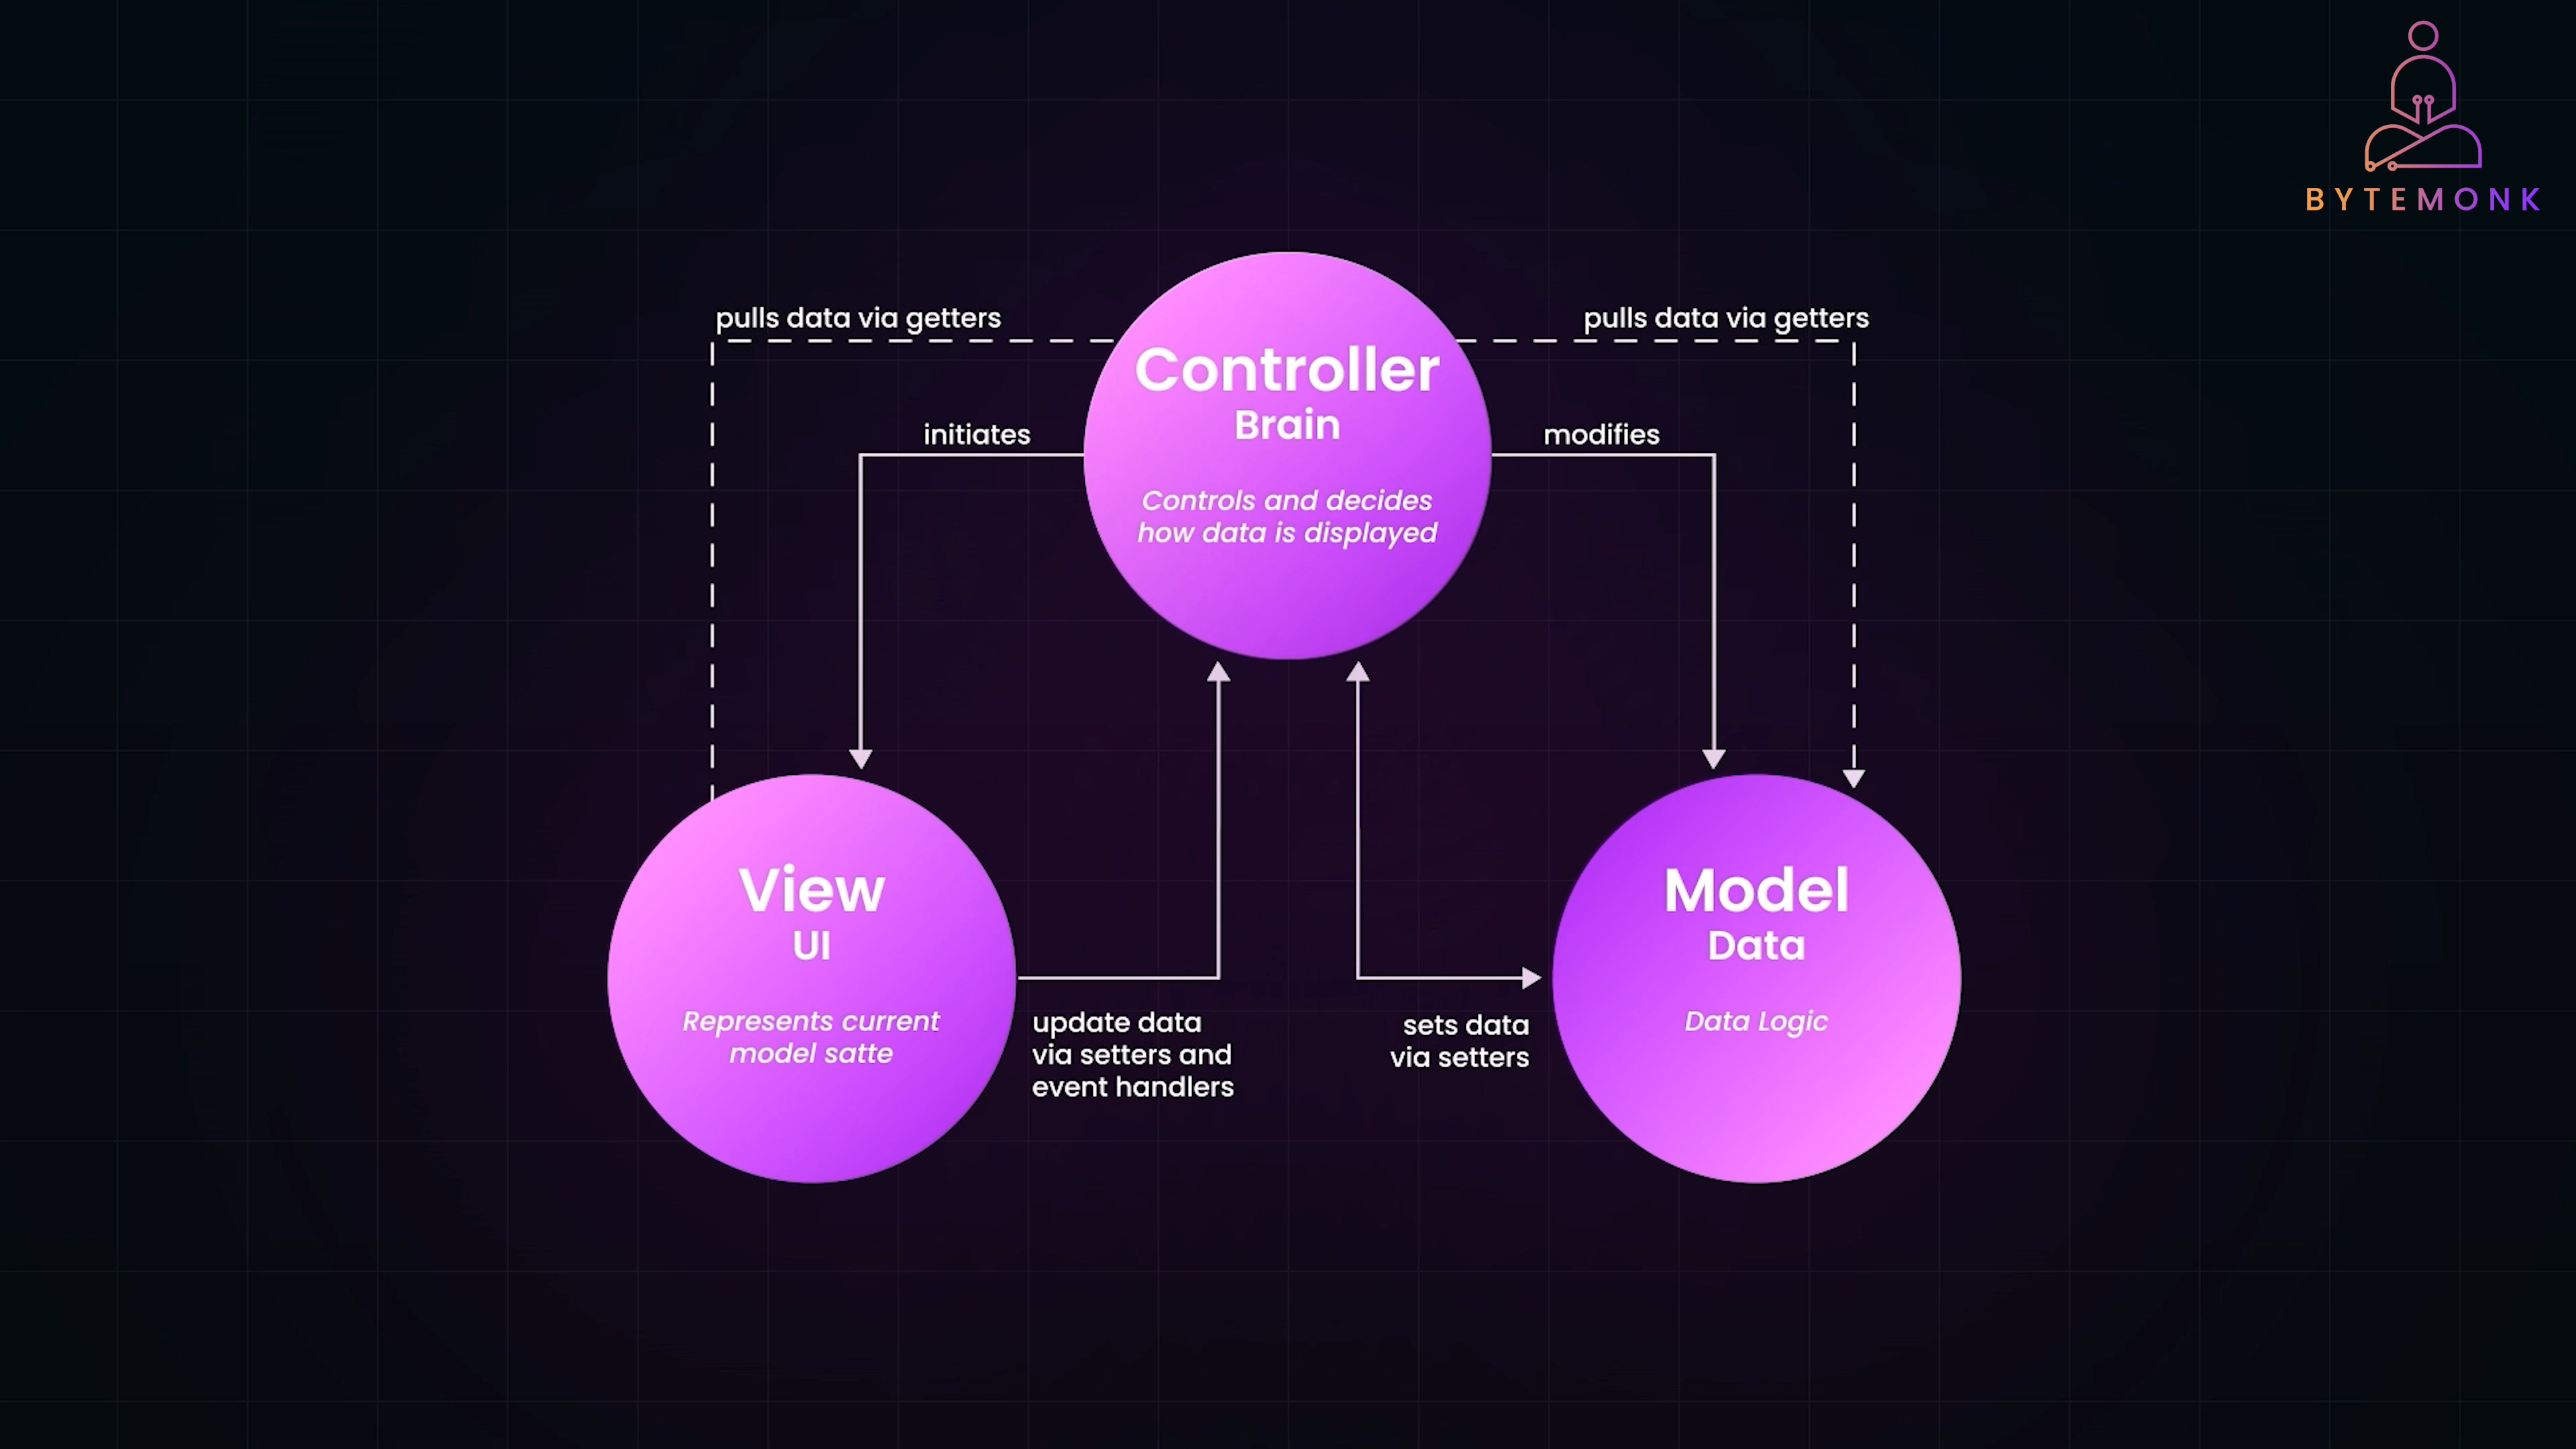 BYTEMONK
pulls data via getters
pulls data via getters
Controller
Brain
initiates
modifies
Controls and decides
how data is displayed
View
UI
Represents current
model satte
Model
Data
Data Logic
update data
via setters and
event handlers
sets data
via setters